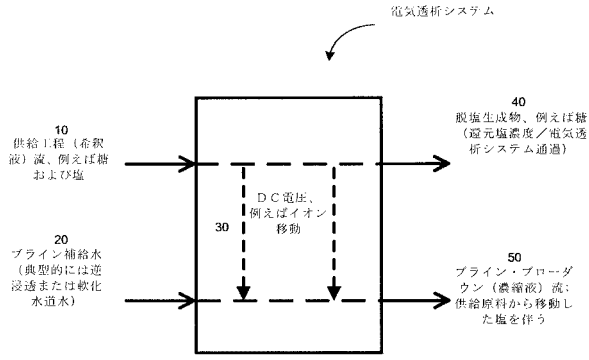 電気透析システム
10
供給工程（希釈
液）流、例えば糖
および塩
40
脱塩生成物、例えば糖
（還元塩濃度／電気透
析システム通過）
ＤＣ電圧、
例えばイオン
移動
30
20
ブライン補給水
（典型的には逆
浸透または軟化
水道水）
50
ブライン・ブローダ
ウン（濃縮液）流;
供給原料から移動し
た塩を伴う